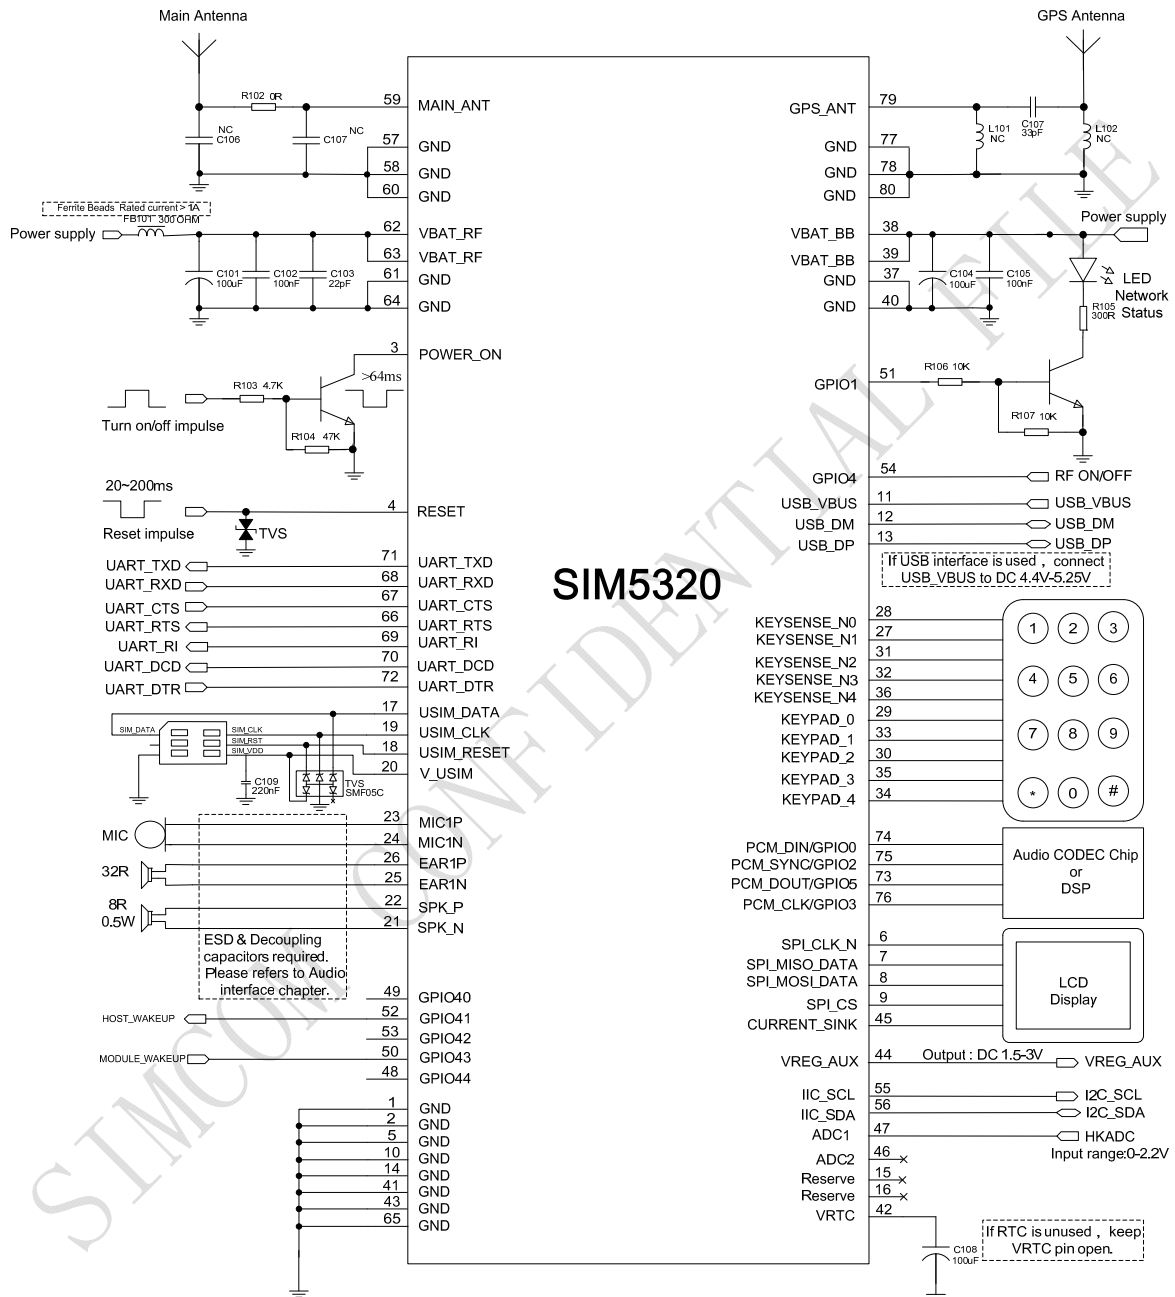 Main Antenna
GPS Antenna
R102 0R
59
MAIN_ANT
NC
C106
NC
C107
57
GND
58
GND
60
GND
Ferrite Beads Rated current > 1A
FB101 300 OHM
Power supply
62
VBAT_RF
63
VBAT_RF
61
GND
64
GND
C101
100uF
C102
100nF
C103
22pF
3
POWER_ON
>64ms
R103 4.7K
Turn on/off impulse
R104 47K
20~200ms
Reset impulse
4
RESET
TVS
UART_TXD
71
UART_TXD
UART_RXD
68
UART_RXD
UART_CTS
67
UART_CTS
UART_RTS
66
UART_RTS
UART_RI
69
UART_RI
UART_DCD
70
UART_DCD
UART_DTR
72
UART_DTR
17
USIM_DATA
19
USIM_CLK
18
USIM_RESET
20
V_USIM
SIM_DATA
SIM_CLK
SIM_RST
SIM_VDD
C109
220nF
TVS
SMF05C
MIC
23
MIC1P
24
MIC1N
32R
26
EAR1P
25
EAR1N
8R
0.5W
22
SPK_P
21
SPK_N
ESD & Decoupling
capacitors required.
Please refers to Audio
interface chapter.
49
GPIO40
HOST_WAKEUP
52
GPIO41
53
GPIO42
MODULE_WAKEUP
50
GPIO43
48
GPIO44
1
GND
2
GND
5
GND
10
GND
14
GND
41
GND
43
GND
65
GND
SIM5320
GPS_ANT
79
L101
NC
C107
33pF
L102
NC
GND
77
GND
78
GND
80
VBAT_BB
38
Power supply
VBAT_BB
39
GND
37
GND
40
C104
100uF
C105
100nF
LED
Network
Status
R105
300R
GPIO1
51
R106 10K
R107 10K
GPIO4
54
RF ON/OFF
USB_VBUS
11
USB_VBUS
USB_DM
12
USB_DM
USB_DP
13
USB_DP
If USB interface is used , connect
USB_VBUS to DC 4.4V-5.25V
KEYSENSE_N0
28
KEYSENSE_N1
27
KEYSENSE_N2
31
KEYSENSE_N3
32
KEYSENSE_N4
36
KEYPAD_0
29
KEYPAD_1
33
KEYPAD_2
30
KEYPAD_3
35
KEYPAD_4
34
1 2 3
4 5 6
7 8 9
* 0 #
PCM_DIN/GPIO0
74
PCM_SYNC/GPIO2
75
PCM_DOUT/GPIO5
73
PCM_CLK/GPIO3
76
Audio CODEC Chip
or
DSP
SPI_CLK_N
6
SPI_MISO_DATA
7
SPI_MOSI_DATA
8
SPI_CS
9
CURRENT_SINK
45
LCD
Display
VREG_AUX
44
Output : DC 1.5-3V
VREG_AUX
IIC_SCL
55
I2C_SCL
IIC_SDA
56
I2C_SDA
ADC1
47
HKADC
Input range:0-2.2V
ADC2
46
Reserve
15
Reserve
16
VRTC
42
C108
100uF
If RTC is unused , keep
VRTC pin open.
SIMCOM CONFIDENTIAL FILE